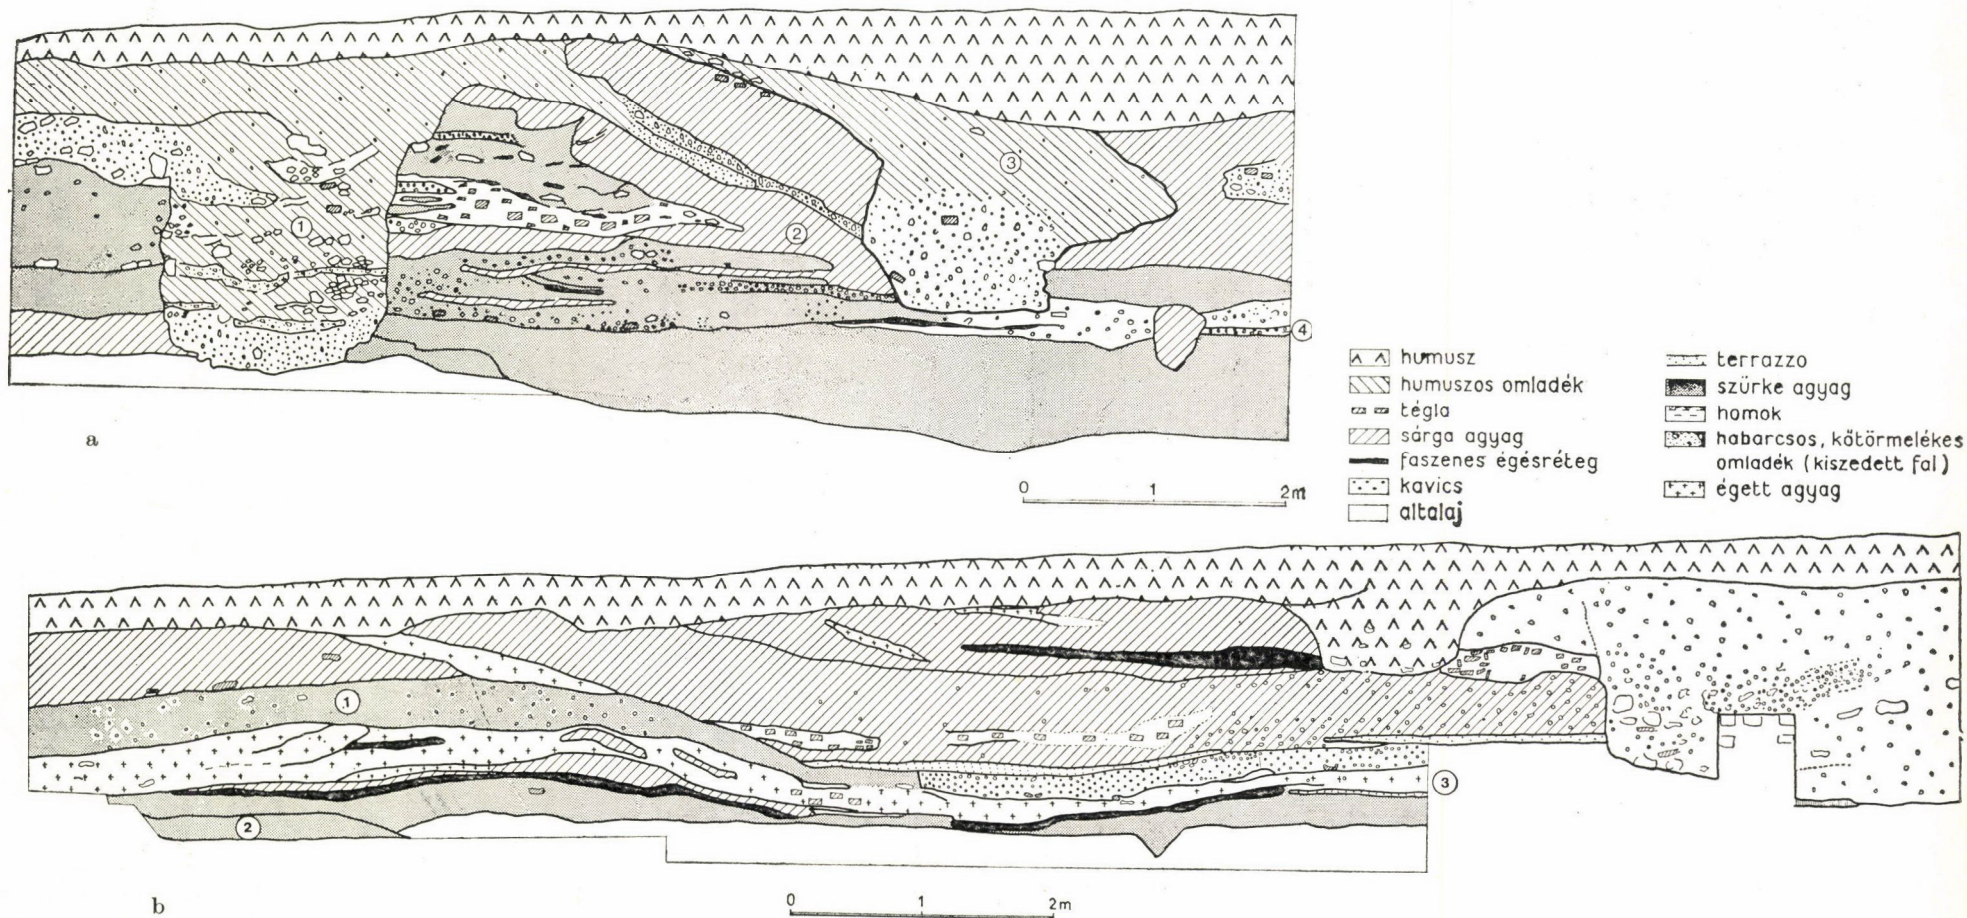 1
2
3
4
a
0 1 2m
humusz
humuszos omladék
tégla
sárga agyag
faszenes égésréteg
kavics
altalaj
terrazzo
szürke agyag
homok
habarcsos, kőtörmelékes
omladék (kiszedett fal)
égett agyag
1
2
3
b
0 1 2m